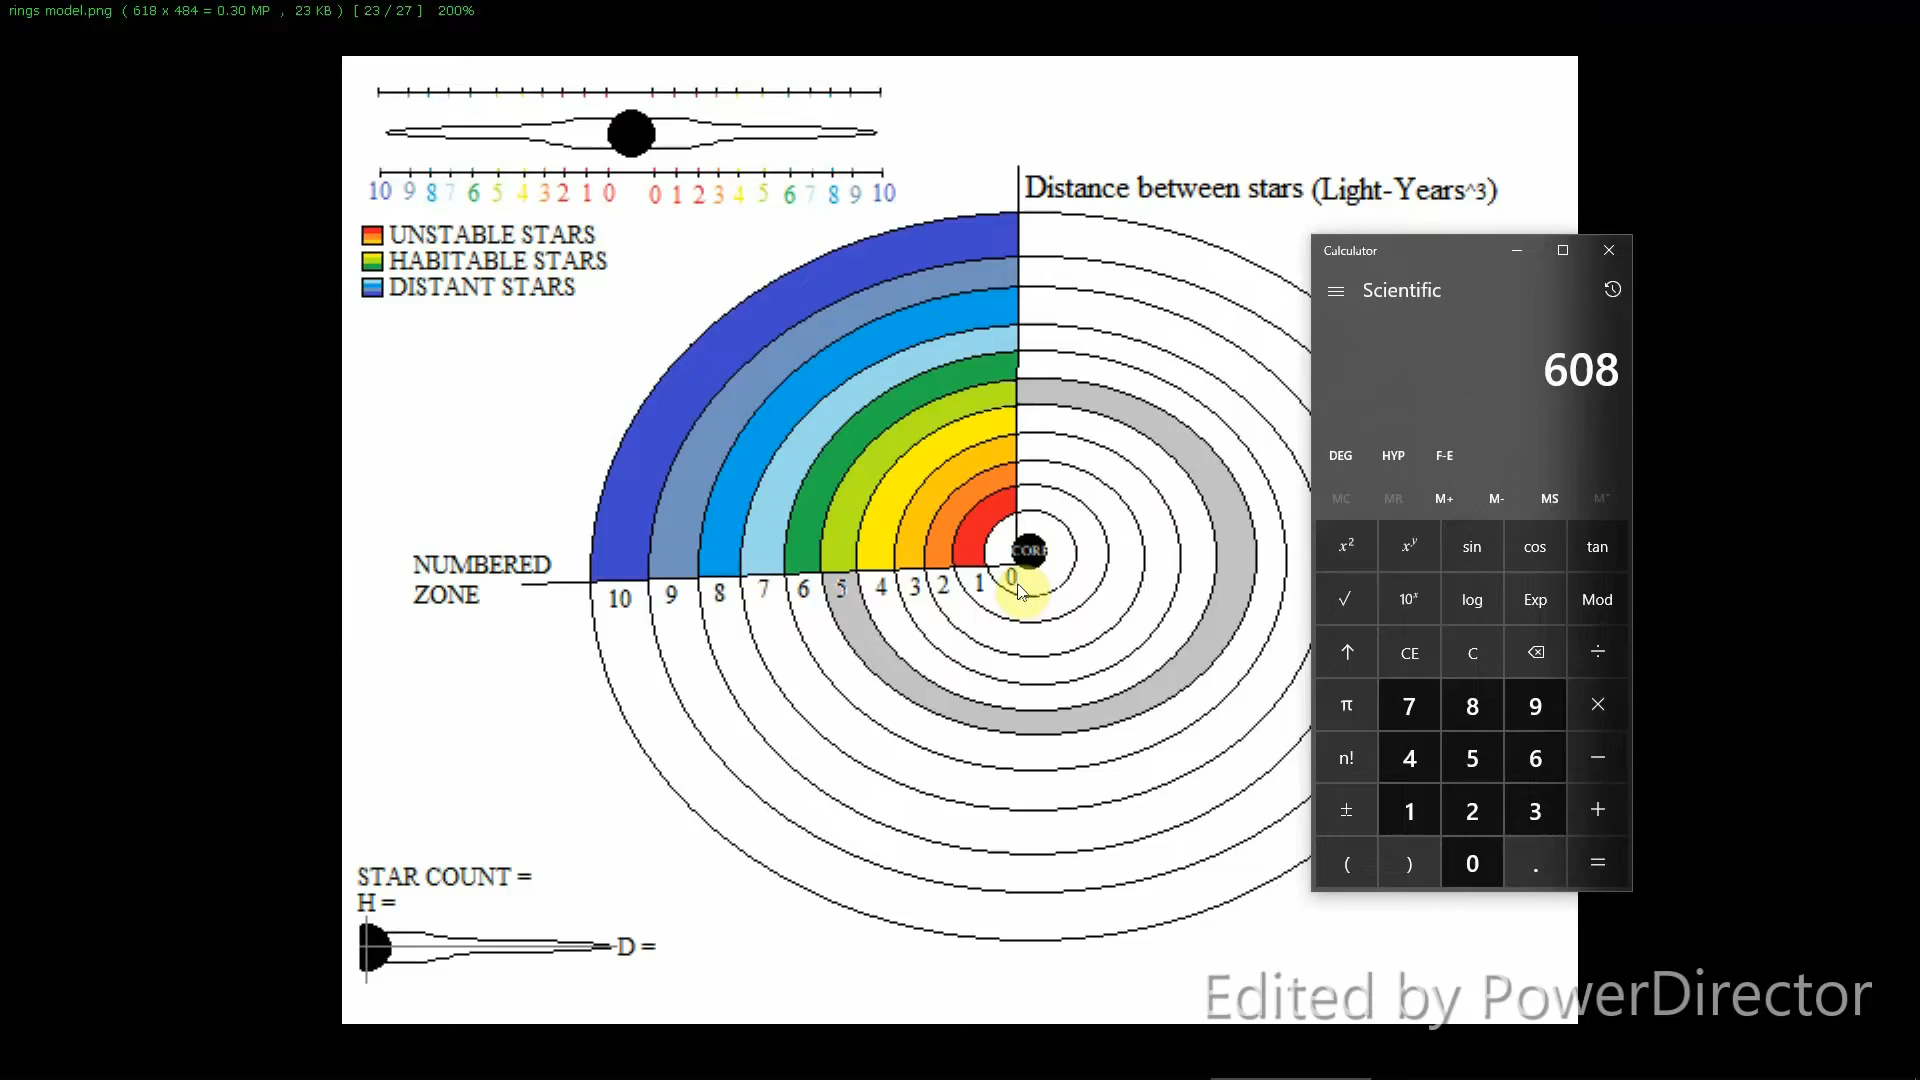 rings model.png ( 618 x 484 = 0.30 MP , 23 KB ) [ 23 / 27 ] 200%
10 9 8 7 6 5 4 3 2 1 0 0 1 2 3 4 5 6 7 8 9 10
Distance between stars (Light-Years^3)
UNSTABLE STARS
HABITABLE STARS
DISTANT STARS
Calculator
Scientific
608
DEG HYP F-E
MC MR M+ M- MS M˅
x² xʸ sin cos tan
√ 10ˣ log Exp Mod
↑ CE C ⌫ ÷
π 7 8 9 ×
n! 4 5 6 −
± 1 2 3 +
( ) 0 . =
CORE
NUMBERED
ZONE
10 9 8 7 6 5 4 3 2 1 0
STAR COUNT =
H =
D =
Edited by PowerDirector